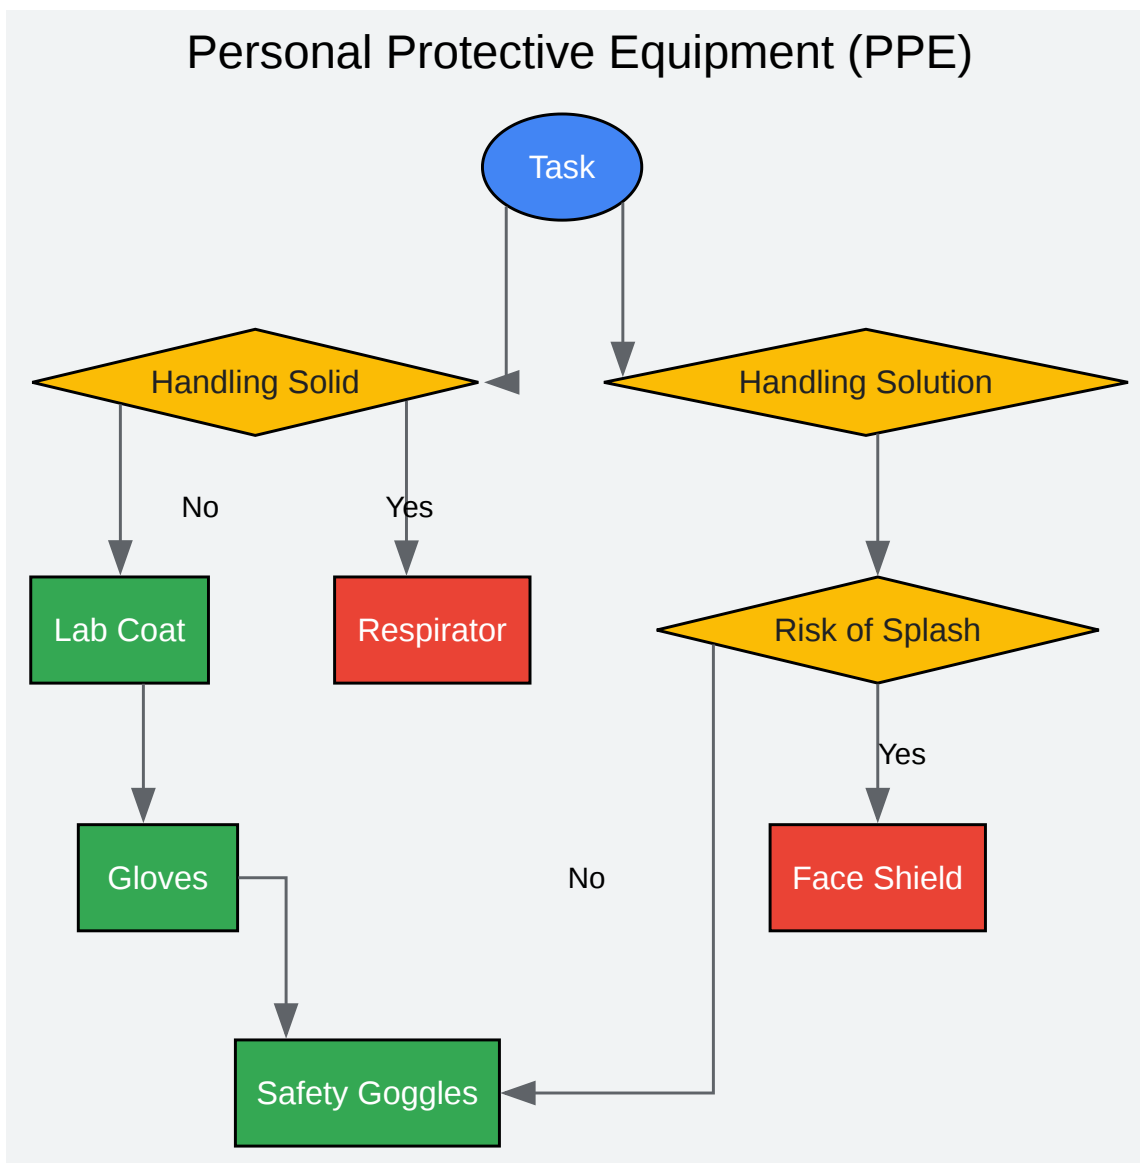 Personal Protective Equipment (PPE)
Task
Handling Solid
Handling Solution
No
Yes
Lab Coat
Respirator
Risk of Splash
Yes
Gloves
No
Face Shield
Safety Goggles